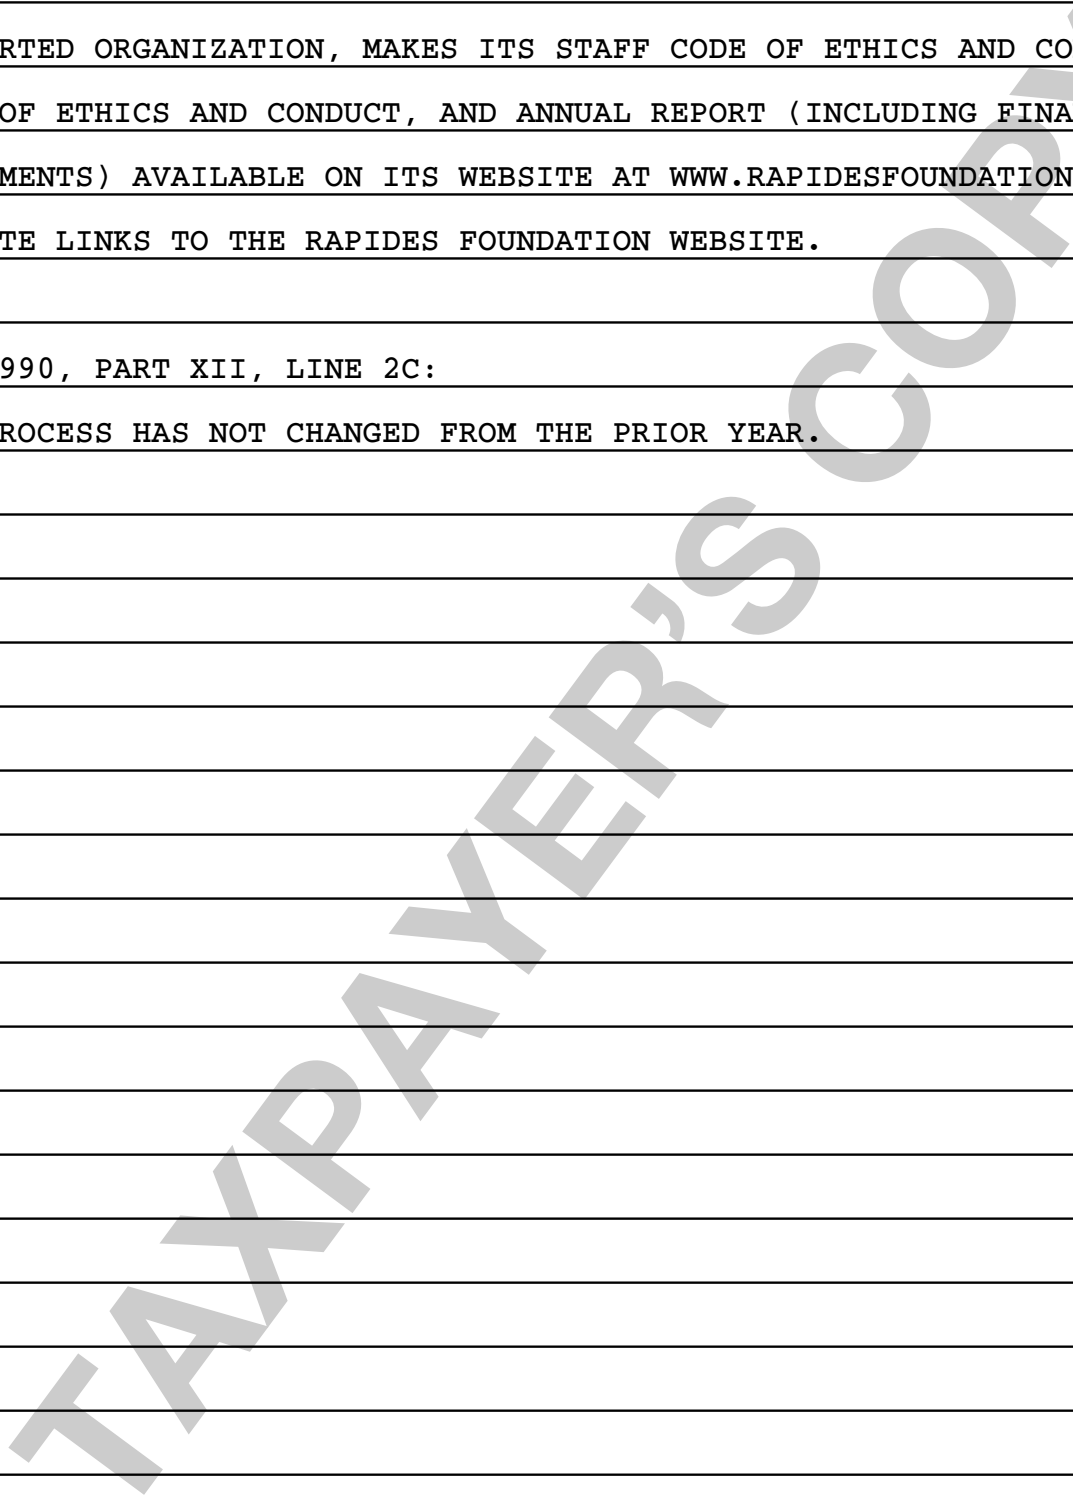 RTED ORGANIZATION, MAKES ITS STAFF CODE OF ETHICS AND CO
OF ETHICS AND CONDUCT, AND ANNUAL REPORT (INCLUDING FINA
MENTS) AVAILABLE ON ITS WEBSITE AT WWW.RAPIDESFOUNDATION
TE LINKS TO THE RAPIDES FOUNDATION WEBSITE.
990, PART XII, LINE 2C:
ROCESS HAS NOT CHANGED FROM THE PRIOR YEAR.
TAXPAYER'S COPY